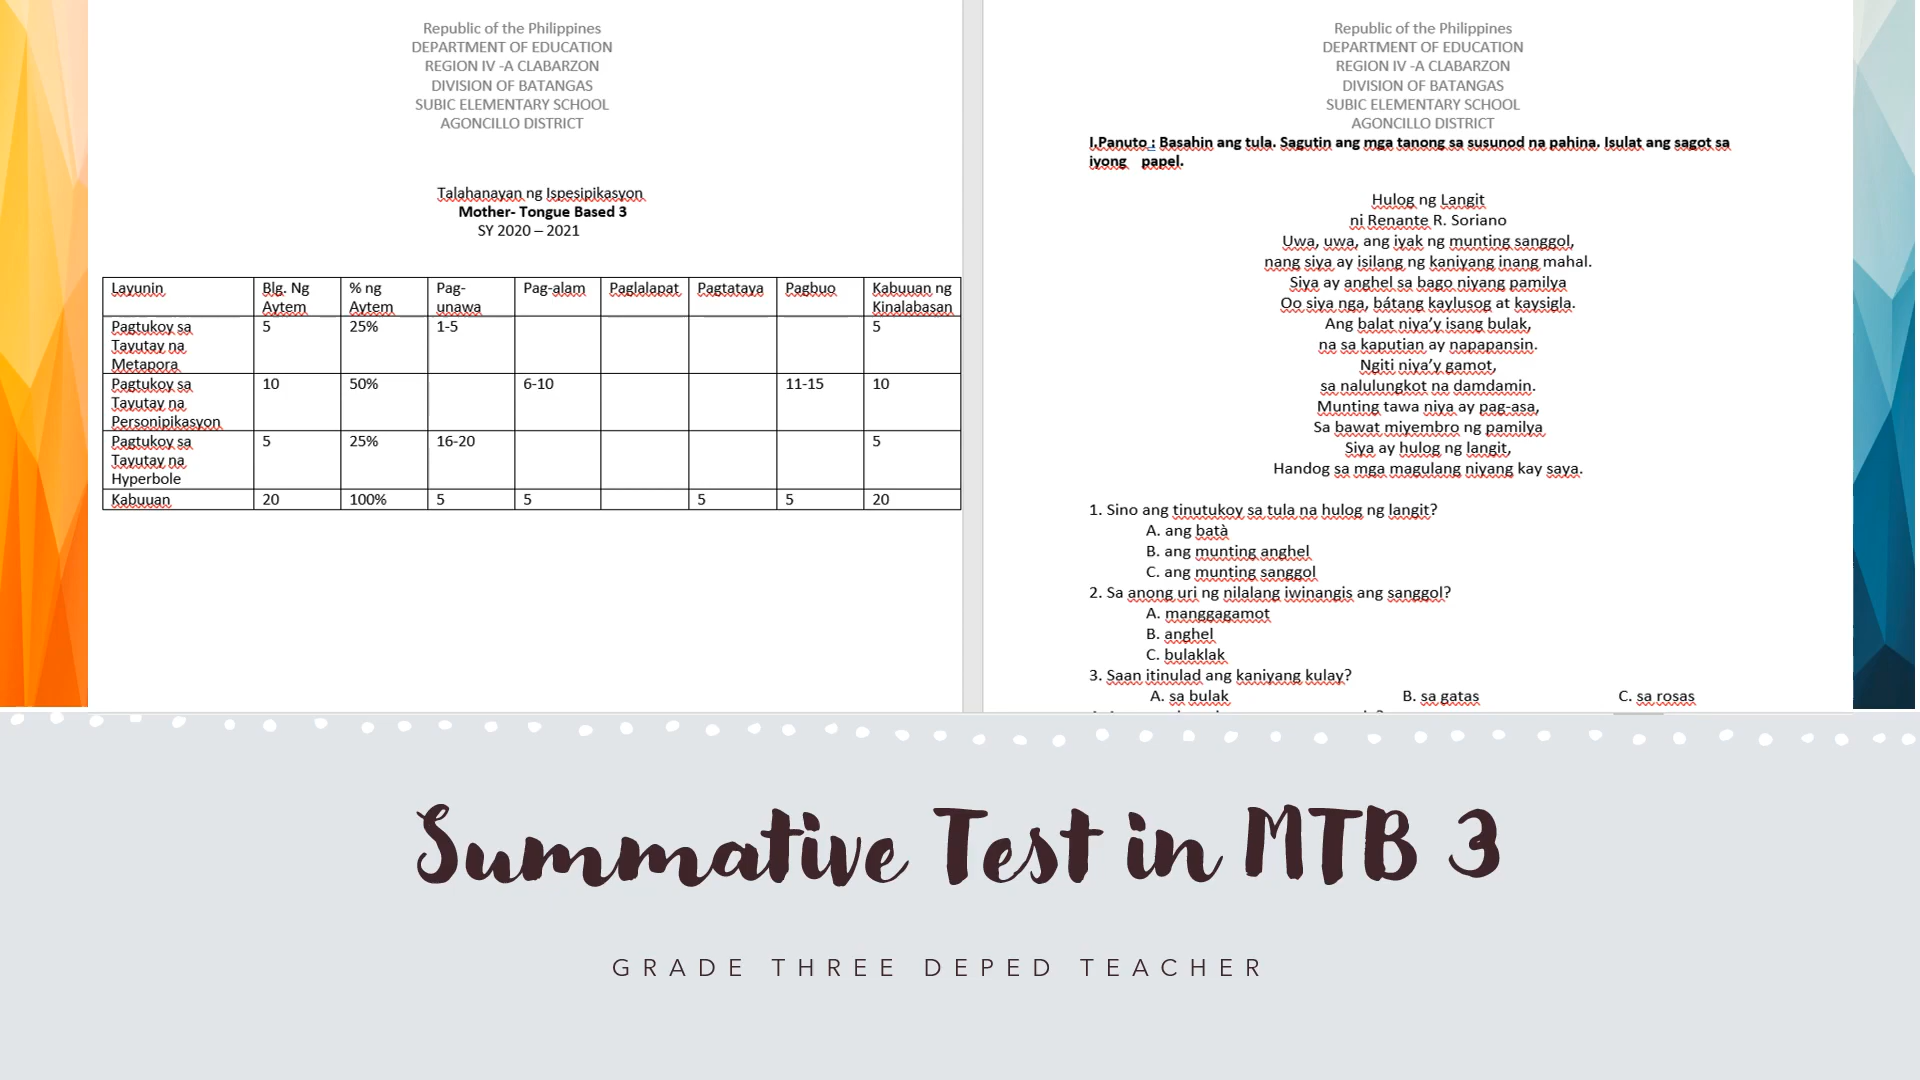 Republic of the Philippines
DEPARTMENT OF EDUCATION
REGION IV -A CLABARZON
DIVISION OF BATANGAS
SUBIC ELEMENTARY SCHOOL
AGONCILLO DISTRICT
Talahanayan ng Ispesipikasyon
Mother- Tongue Based 3
SY 2020 – 2021
Layunin Blg. Ng Aytem % ng Aytem Pag-unawa Pag-alam Paglalapat Pagtataya Pagbuo Kabuuan ng Kinalabasan
Pagtukoy sa Tayutay na Metapora 5 25% 1-5 5
Pagtukoy sa Tayutay na Personipikasyon 10 50% 6-10 11-15 10
Pagtukoy sa Tayutay na Hyperbole 5 25% 16-20 5
Kabuuan 20 100% 5 5 5 5 20
Republic of the Philippines
DEPARTMENT OF EDUCATION
REGION IV -A CLABARZON
DIVISION OF BATANGAS
SUBIC ELEMENTARY SCHOOL
AGONCILLO DISTRICT
I.Panuto : Basahin ang tula. Sagutin ang mga tanong sa susunod na pahina. Isulat ang sagot sa
iyong papel.
Hulog ng Langit
ni Renante R. Soriano
Uwa, uwa, ang iyak ng munting sanggol,
nang siya ay isilang ng kaniyang inang mahal.
Siya ay anghel sa bago niyang pamilya
Oo siya nga, bátang kaylusog at kaysigla.
Ang balat niya’y isang bulak,
na sa kaputian ay napapansin.
Ngiti niya’y gamot,
sa nalulungkot na damdamin.
Munting tawa niya ay pag-asa,
Sa bawat miyembro ng pamilya
Siya ay hulog ng langit,
Handog sa mga magulang niyang kay saya.
1. Sino ang tinutukoy sa tula na hulog ng langit?
A. ang batà
B. ang munting anghel
C. ang munting sanggol
2. Sa anong uri ng nilalang iwinangis ang sanggol?
A. manggagamot
B. anghel
C. bulaklak
3. Saan itinulad ang kaniyang kulay?
A. sa bulak B. sa gatas C. sa rosas
Summative Test in MTB 3
GRADE THREE DEPED TEACHER